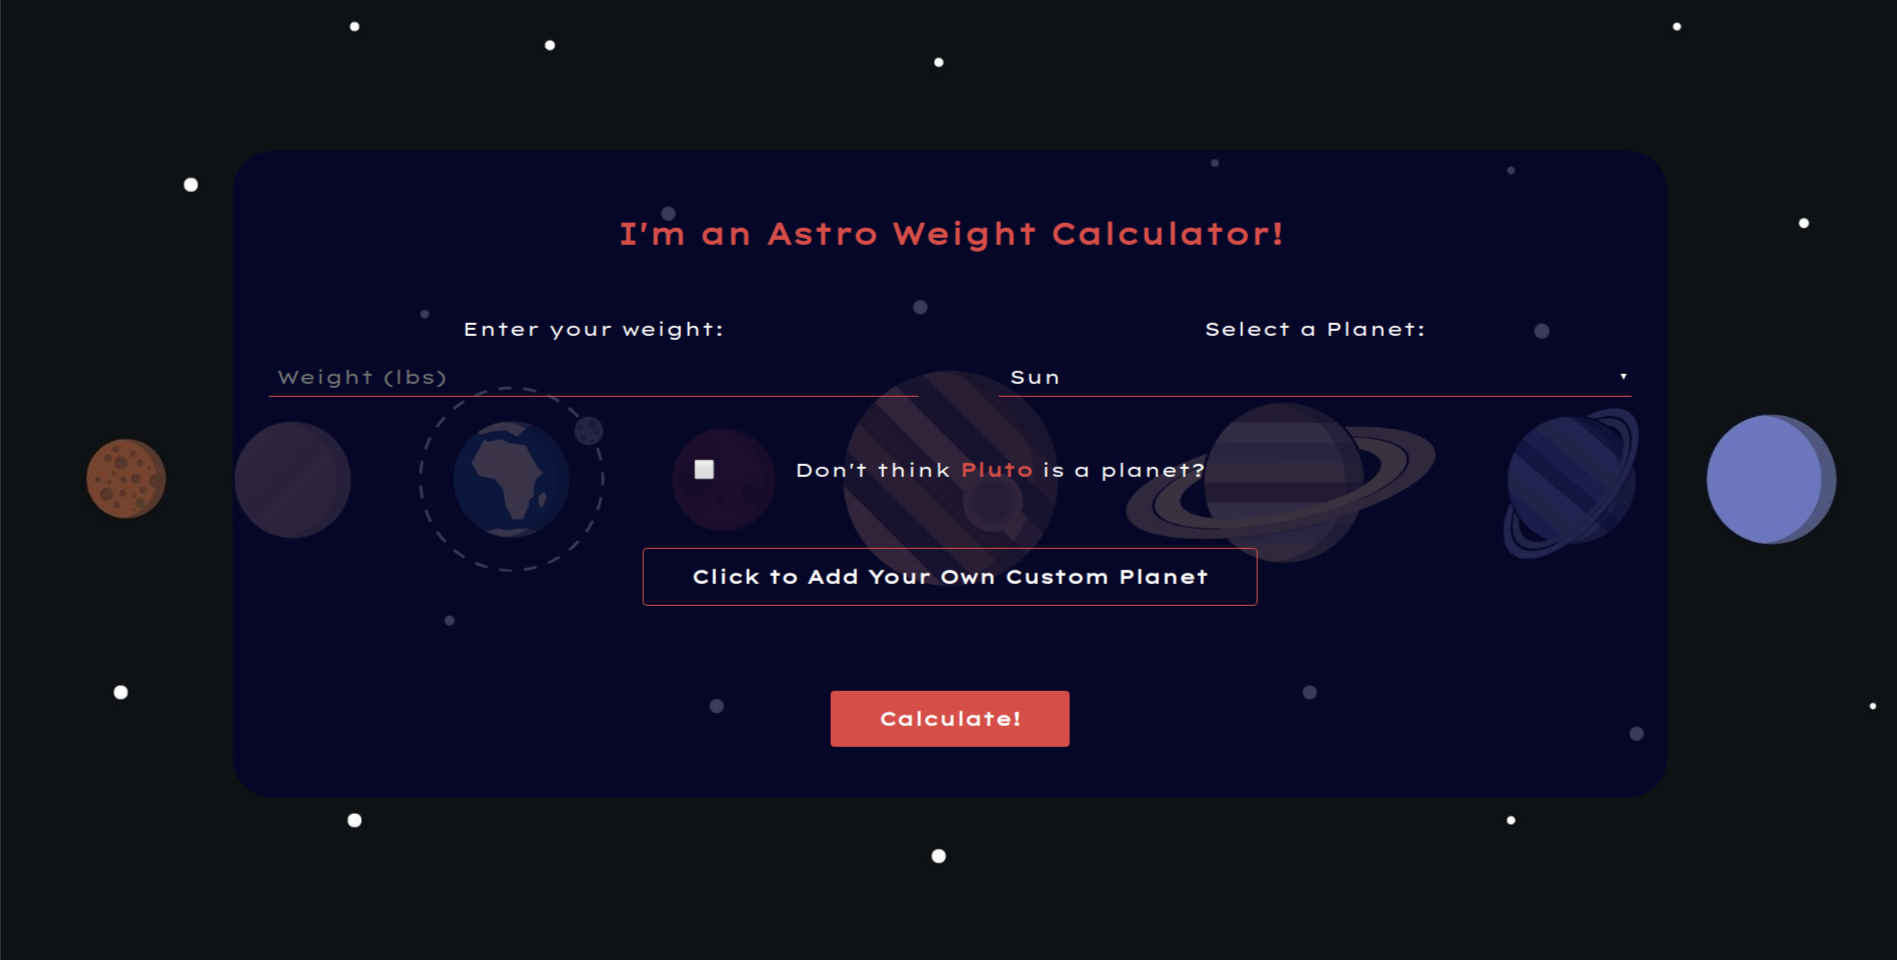 I'm an Astro Weight Calculator!
Enter your weight:
Weight (lbs)
Select a Planet:
Sun
Don't think Pluto is a planet?
Click to Add Your Own Custom Planet
Calculate!